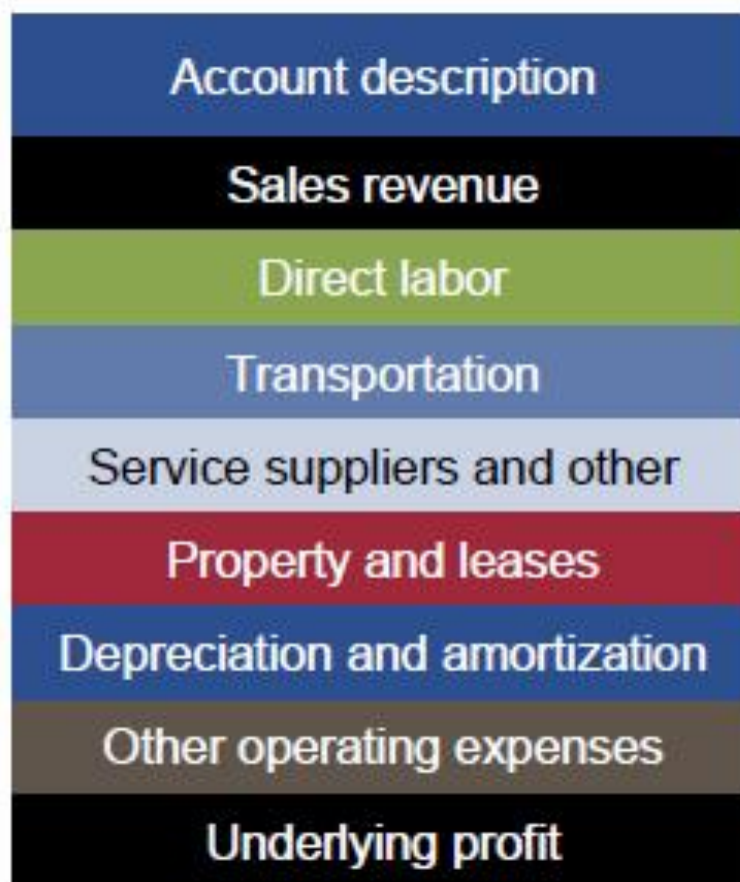 Account description
Sales revenue
Direct labor
Transportation
Service suppliers and other
Property and leases
Depreciation and amortization
Other operating expenses
Underlying profit